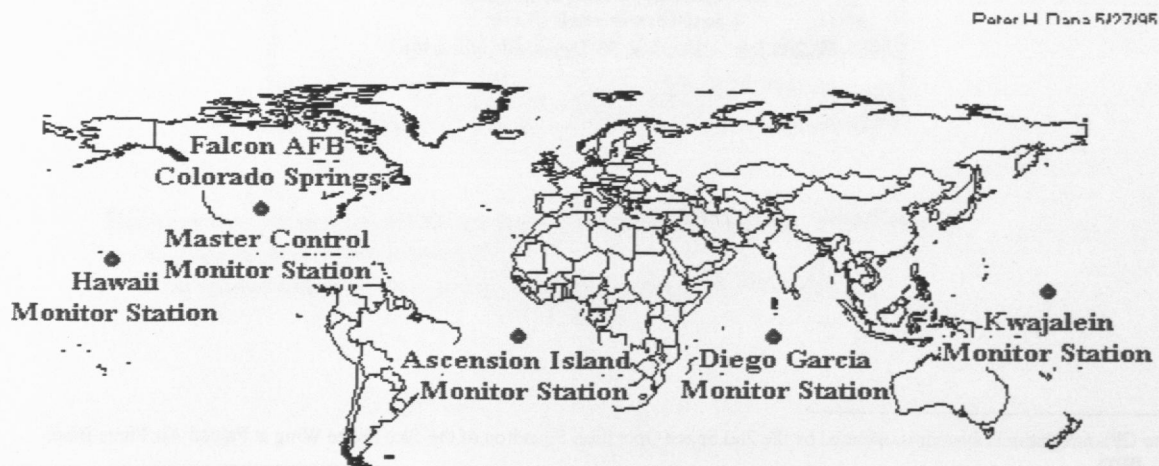 Peter H. Dana 5/27/95
Falcon AFB
Colorado Springs
Master Control
Monitor Station
Hawaii
Monitor Station
Ascension Island
Monitor Station
Diego Garcia
Monitor Station
Kwajalein
Monitor Station